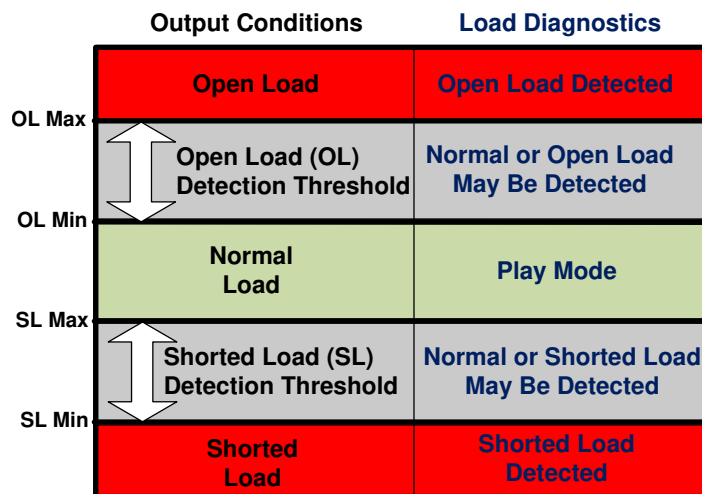 Output Conditions
Load Diagnostics
Open Load
Open Load Detected
OL Max
Open Load (OL)
Detection Threshold
Normal or Open Load
May Be Detected
OL Min
Normal
Load
Play Mode
SL Max
Shorted Load (SL)
Detection Threshold
Normal or Shorted Load
May Be Detected
SL Min
Shorted
Load
Shorted Load
Detected